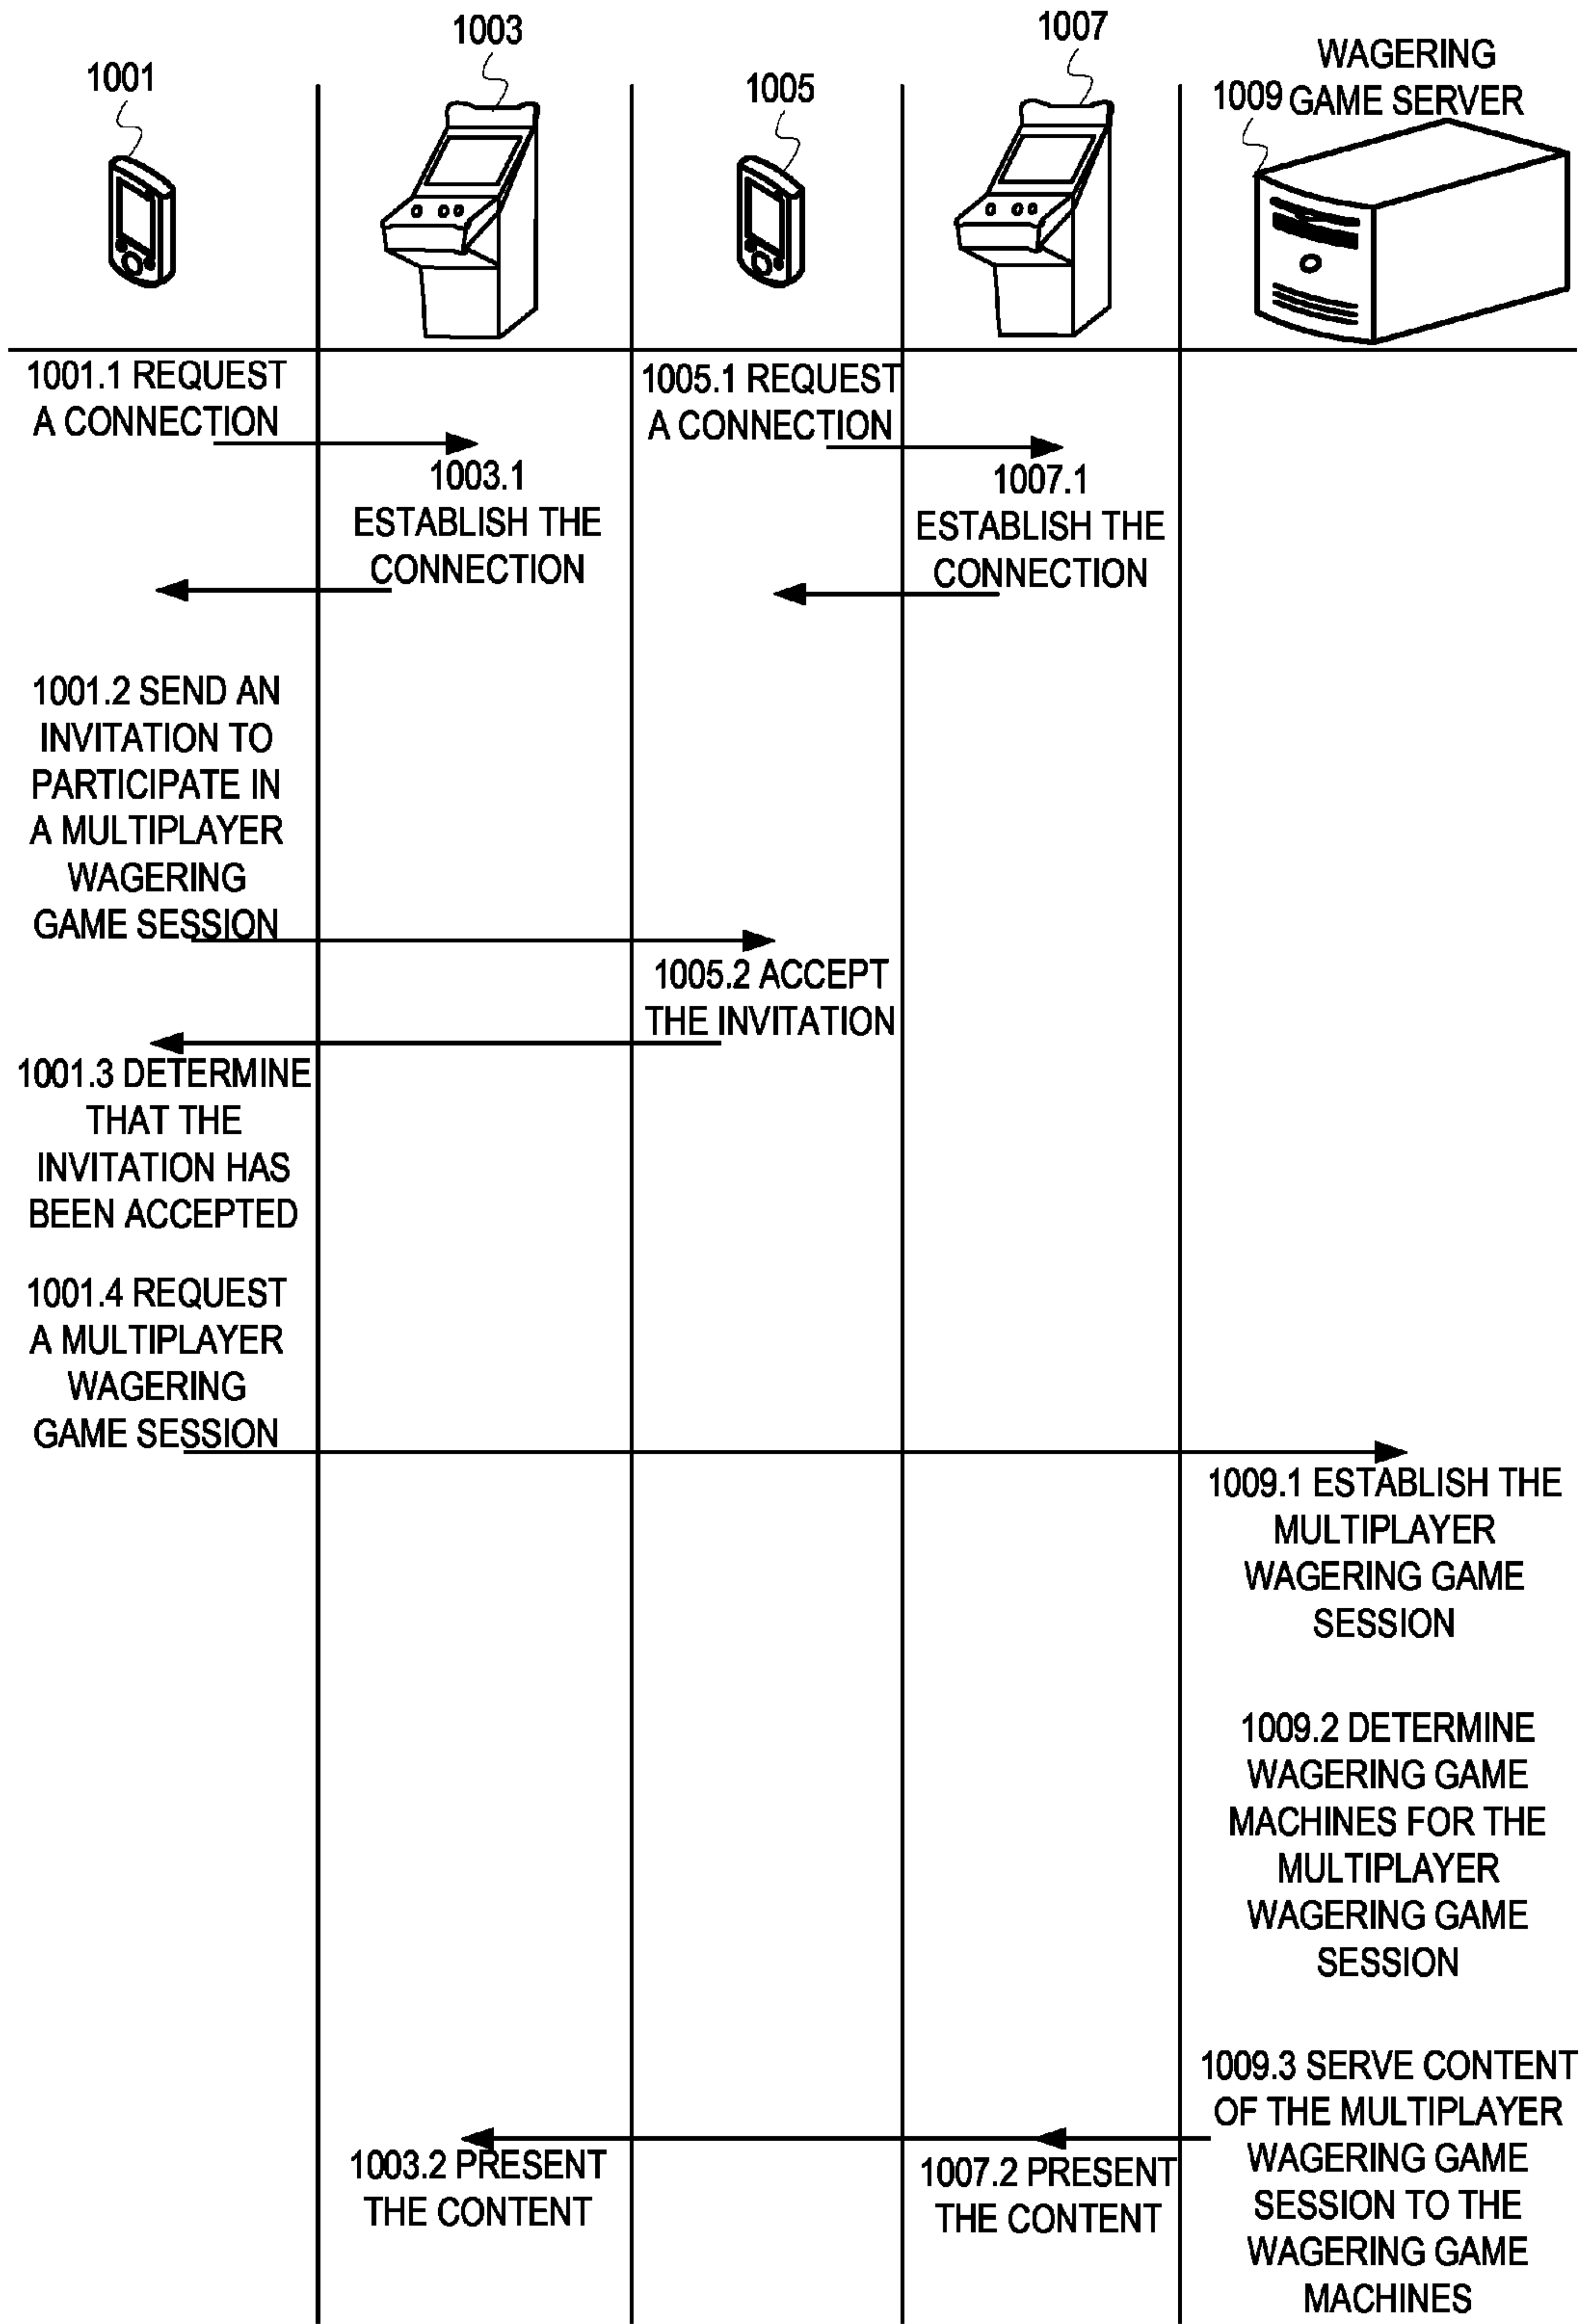 1001
1003
1005
1007
WAGERING
1009 GAME SERVER
1001.1 REQUEST
A CONNECTION
1005.1 REQUEST
A CONNECTION
1003.1
ESTABLISH THE
CONNECTION
1007.1
ESTABLISH THE
CONNECTION
1001.2 SEND AN
INVITATION TO
PARTICIPATE IN
A MULTIPLAYER
WAGERING
GAME SESSION
1005.2 ACCEPT
THE INVITATION
1001.3 DETERMINE
THAT THE
INVITATION HAS
BEEN ACCEPTED
1001.4 REQUEST
A MULTIPLAYER
WAGERING
GAME SESSION
1009.1 ESTABLISH THE
MULTIPLAYER
WAGERING GAME
SESSION
1009.2 DETERMINE
WAGERING GAME
MACHINES FOR THE
MULTIPLAYER
WAGERING GAME
SESSION
1009.3 SERVE CONTENT
OF THE MULTIPLAYER
WAGERING GAME
SESSION TO THE
WAGERING GAME
MACHINES
1003.2 PRESENT
THE CONTENT
1007.2 PRESENT
THE CONTENT